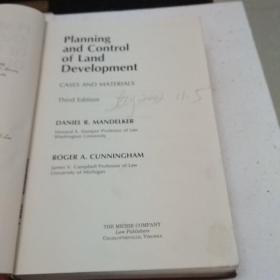 Planning
and Control
of Land
Development
CASES AND MATERIALS
Third Edition
DANIEL R. MANDELKER
Howard A. Stamper Professor of Law
Washington University
ROGER A. CUNNINGHAM
James V. Campbell Professor of Law
University of Michigan
THE MICHIE COMPANY
Law Publishers
CHARLOTTESVILLE, VIRGINIA